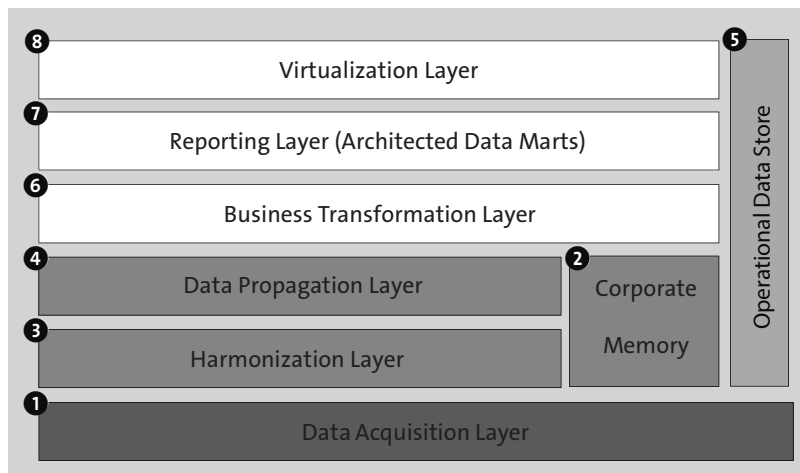 8
Virtualization Layer
7
Reporting Layer (Architected Data Marts)
6
Business Transformation Layer
4
Data Propagation Layer
3
Harmonization Layer
2
Corporate
Memory
5
Operational Data Store
1
Data Acquisition Layer